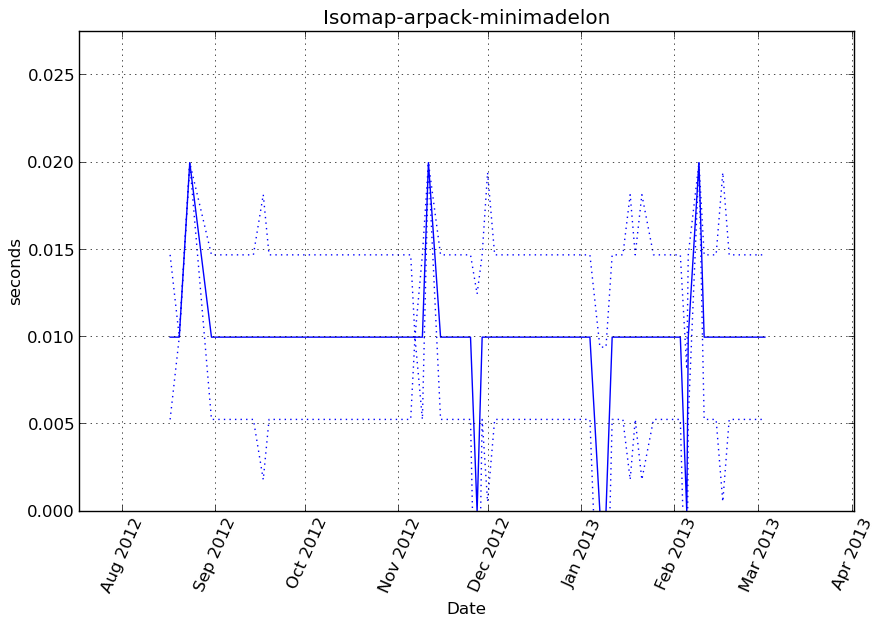 Isomap-arpack-minimadelon
0.025
0.020
0.015
0.010
0.005
0.000
seconds
Aug 2012
Sep 2012
Oct 2012
Nov 2012
Dec 2012
Jan 2013
Feb 2013
Mar 2013
Apr 2013
Date